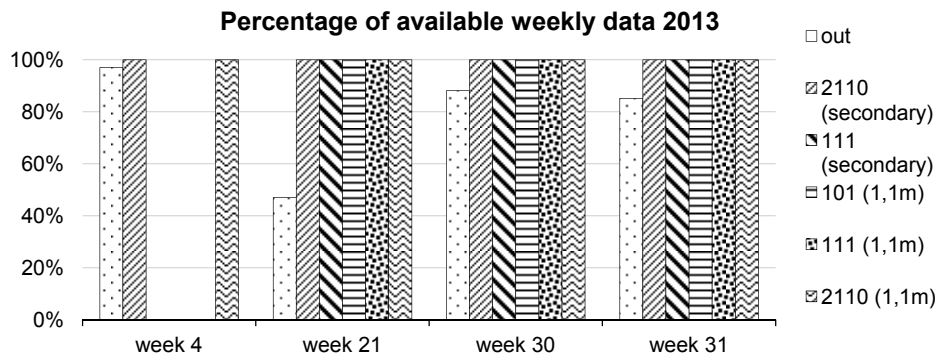 Percentage of available weekly data 2013
100%
80%
60%
40%
20%
0%
week 4
week 21
week 30
week 31
out
2110
(secondary)
111
(secondary)
101 (1,1m)
111 (1,1m)
2110 (1,1m)